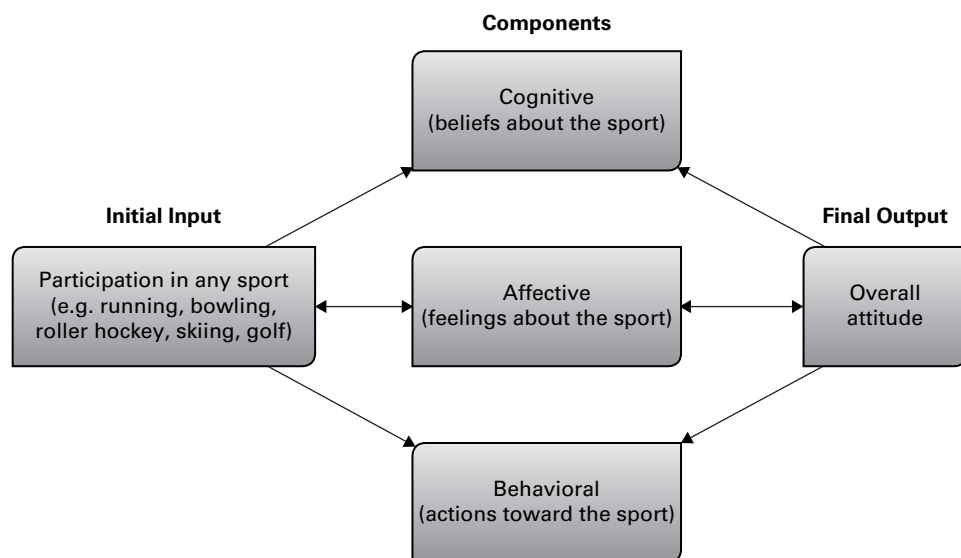 Components
Cognitive
(beliefs about the sport)
Initial Input
Final Output
Participation in any sport
(e.g. running, bowling,
roller hockey, skiing, golf)
Affective
(feelings about the sport)
Overall
attitude
Behavioral
(actions toward the sport)